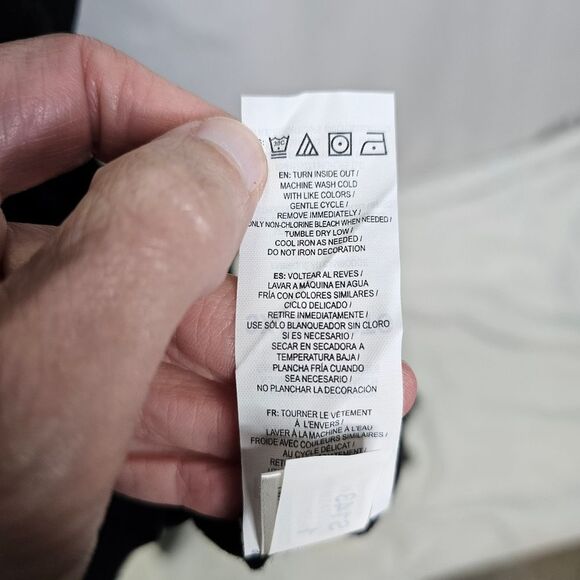 30C
EN: TURN INSIDE OUT /
MACHINE WASH COLD
WITH LIKE COLORS /
GENTLE CYCLE /
REMOVE IMMEDIATELY /
ONLY NON-CHLORINE BLEACH WHEN NEEDED /
TUMBLE DRY LOW /
COOL IRON AS NEEDED /
DO NOT IRON DECORATION
ES: VOLTEAR AL REVES /
LAVAR A MÁQUINA EN AGUA
FRÍA CON COLORES SIMILARES /
CICLO DELICADO /
RETIRE INMEDIATAMENTE /
USE SÓLO BLANQUEADOR SIN CLORO
SI ES NECESARIO /
SECAR EN SECADORA A
TEMPERATURA BAJA /
PLANCHA FRÍA CUANDO
SEA NECESARIO /
NO PLANCHAR LA DECORACIÓN
FR: TOURNER LE VÊTEMENT
À L'ENVERS /
LAVER À LA MACHINE À L'EAU
FROIDE AVEC COULEURS SIMILAIRES /
AU CYCLE DÉLICAT /